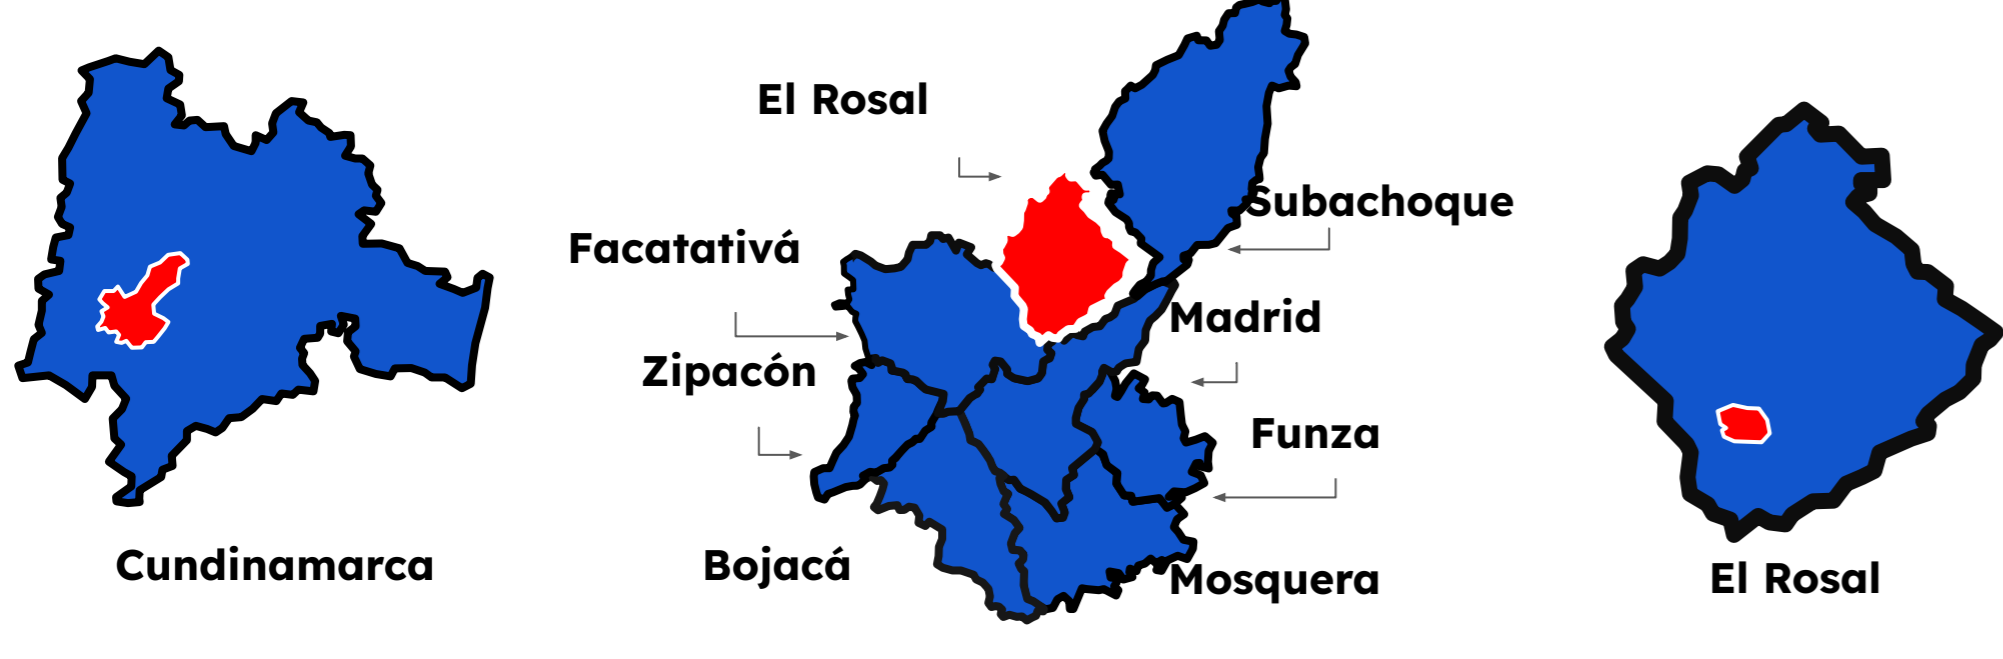 El Rosal
Subachoque
Facatativá
Madrid
Zipacón
Funza
Cundinamarca
Bojacá
Mosquera
El Rosal